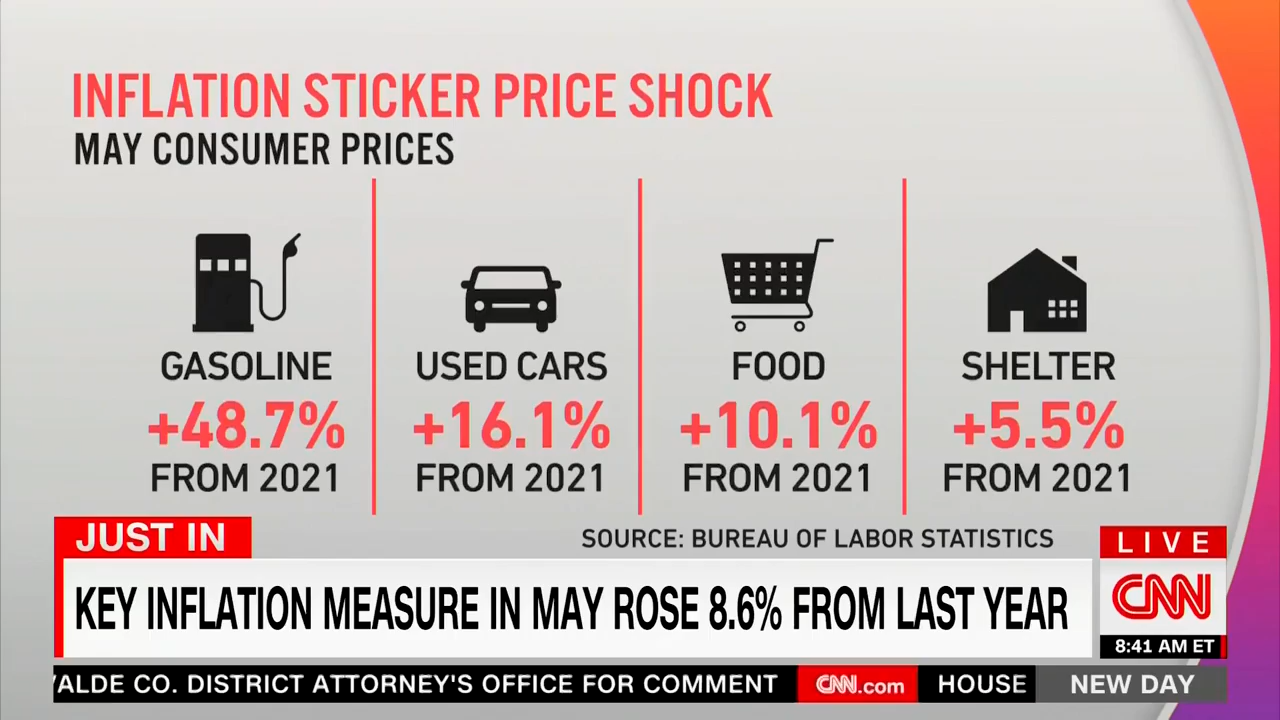 INFLATION STICKER PRICE SHOCK
MAY CONSUMER PRICES
GASOLINE
+48.7%
FROM 2021
USED CARS
+16.1%
FROM 2021
FOOD
+10.1%
FROM 2021
SHELTER
+5.5%
FROM 2021
SOURCE: BUREAU OF LABOR STATISTICS
JUST IN
KEY INFLATION MEASURE IN MAY ROSE 8.6% FROM LAST YEAR
LIVE
CNN
8:41 AM ET
ALDE CO. DISTRICT ATTORNEY'S OFFICE FOR COMMENT CNN.com HOUSE
NEW DAY